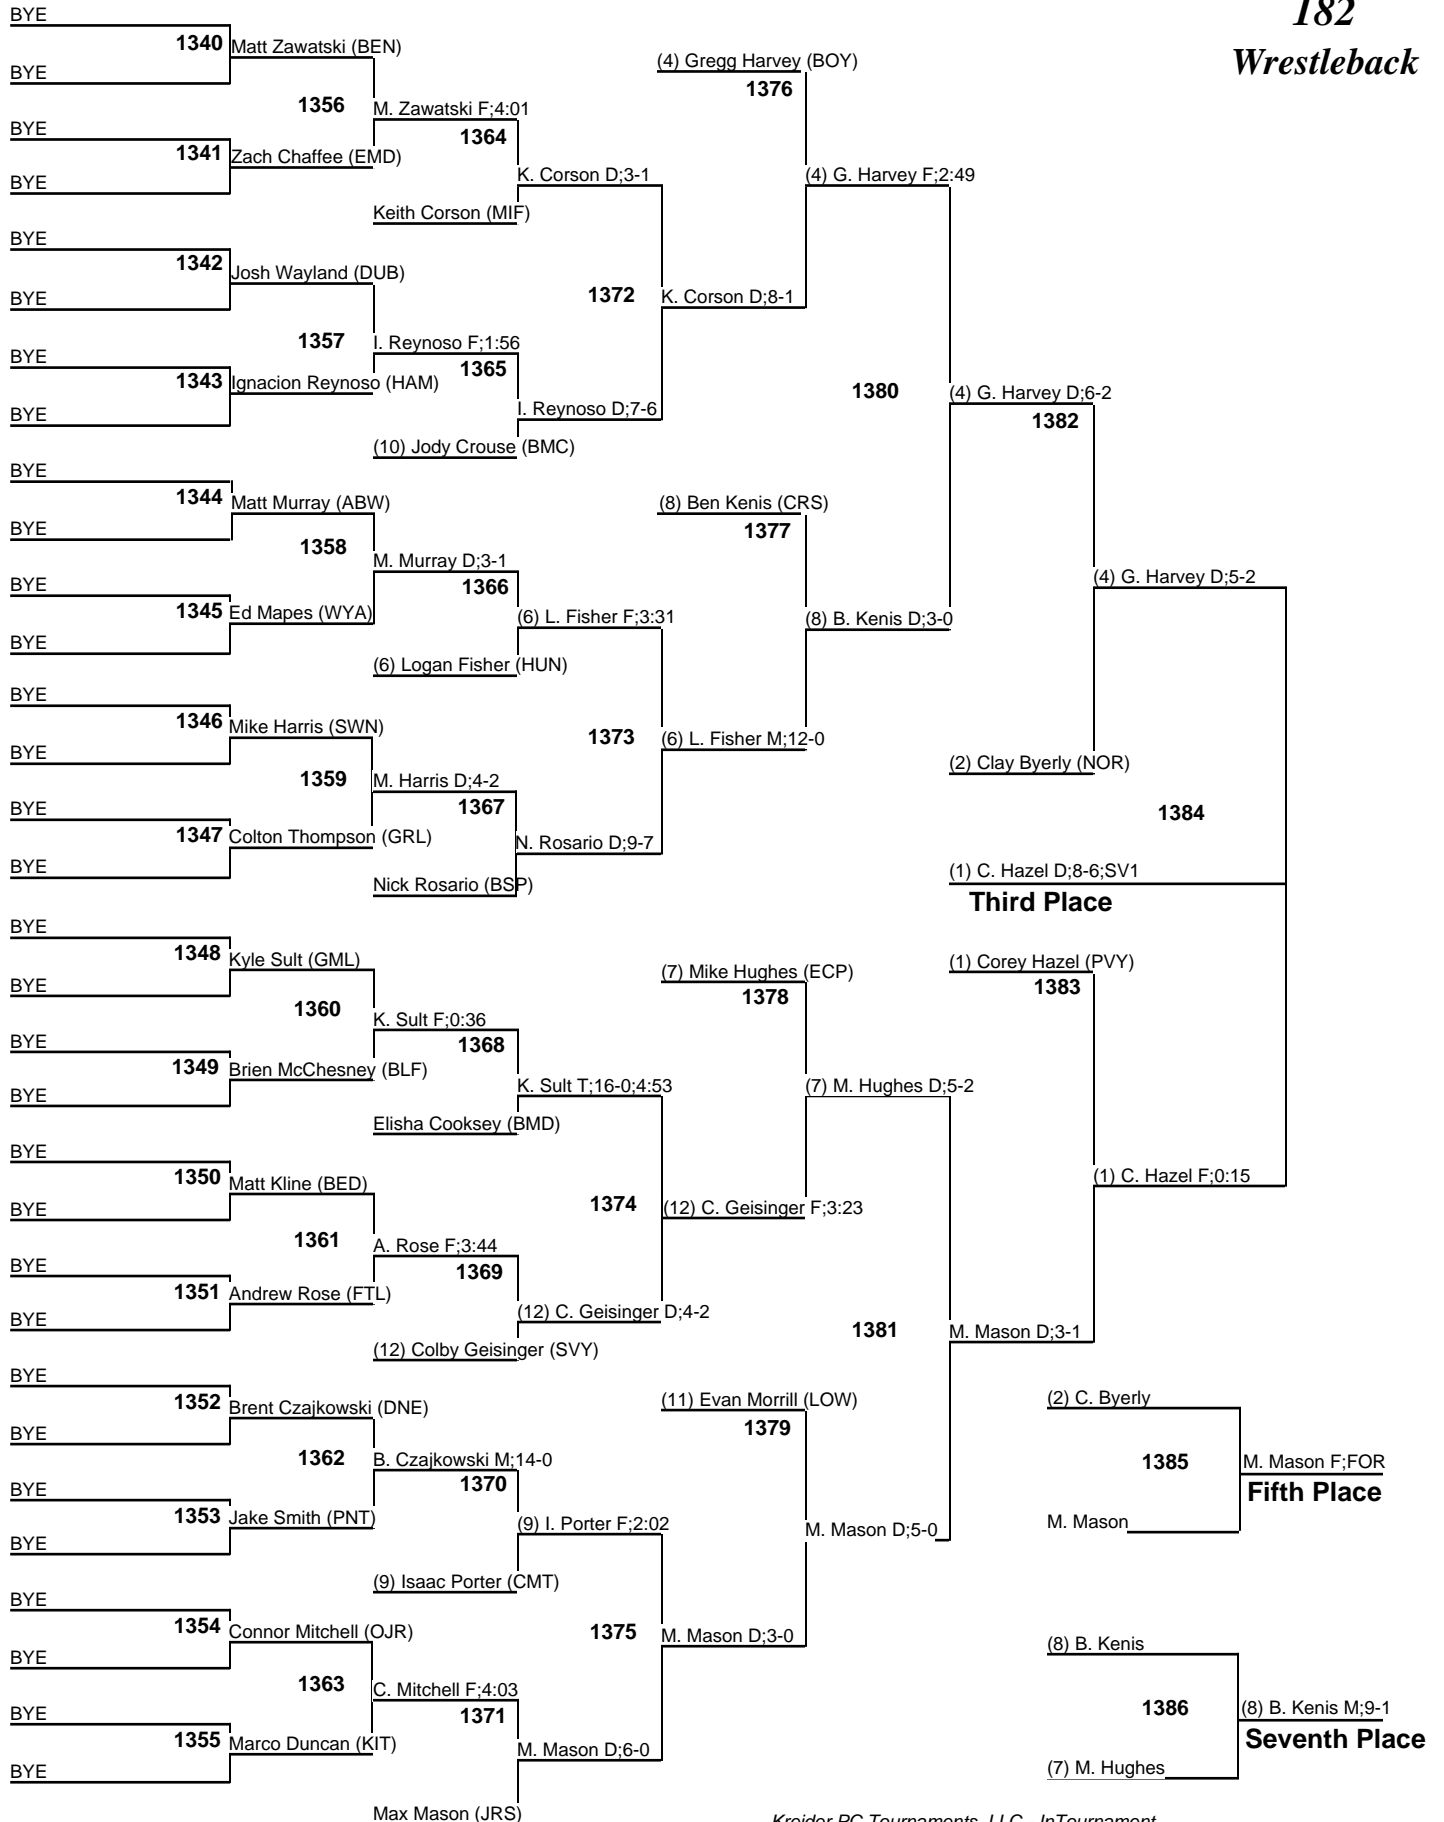 182
Wrestleback
BYE
1340
BYE
Matt Zawatski (BEN)
1356
BYE
1341
BYE
Zach Chaffee (EMD)
M. Zawatski F;4:01
1364
Keith Corson (MIF)
K. Corson D;3-1
BYE
1342
BYE
Josh Wayland (DUB)
1357
BYE
1343
BYE
Ignacion Reynoso (HAM)
I. Reynoso F;1:56
1365
(10) Jody Crouse (BMC)
I. Reynoso D;7-6
1372
K. Corson D;8-1
(4) Gregg Harvey (BOY)
1376
(4) G. Harvey F;2:49
BYE
1344
BYE
Matt Murray (ABW)
1358
BYE
1345
BYE
Ed Mapes (WYA)
M. Murray D;3-1
1366
(6) Logan Fisher (HUN)
(6) L. Fisher F;3:31
BYE
1346
BYE
Mike Harris (SWN)
1359
BYE
1347
BYE
Colton Thompson (GRL)
M. Harris D;4-2
1367
Nick Rosario (BSP)
N. Rosario D;9-7
1373
(6) L. Fisher M;12-0
(8) Ben Kenis (CRS)
1377
(8) B. Kenis D;3-0
1380
(4) G. Harvey D;6-2
1382
(2) Clay Byerly (NOR)
(4) G. Harvey D;5-2
1384
(1) C. Hazel D;8-6;SV1
Third Place
BYE
1348
BYE
Kyle Sult (GML)
1360
BYE
1349
BYE
Brien McChesney (BLF)
K. Sult F;0:36
1368
Elisha Cooksey (BMD)
K. Sult T;16-0;4:53
BYE
1350
BYE
Matt Kline (BED)
1361
BYE
1351
BYE
Andrew Rose (FTL)
A. Rose F;3:44
1369
(12) Colby Geisinger (SVY)
(12) C. Geisinger D;4-2
1374
(12) C. Geisinger F;3:23
(7) Mike Hughes (ECP)
1378
(7) M. Hughes D;5-2
BYE
1352
BYE
Brent Czajkowski (DNE)
1362
BYE
1353
BYE
Jake Smith (PNT)
B. Czajkowski M;14-0
1370
(9) Isaac Porter (CMT)
(9) I. Porter F;2:02
BYE
1354
BYE
Connor Mitchell (OJR)
1363
BYE
1355
BYE
Marco Duncan (KIT)
C. Mitchell F;4:03
1371
Max Mason (JRS)
M. Mason D;6-0
1375
M. Mason D;3-0
(11) Evan Morrill (LOW)
1379
M. Mason D;5-0
1381
M. Mason D;3-1
(1) Corey Hazel (PVY)
1383
(1) C. Hazel F;0:15
(2) C. Byerly
1385
M. Mason
M. Mason F;FOR
Fifth Place
(8) B. Kenis
1386
(7) M. Hughes
(8) B. Kenis M;9-1
Seventh Place
Kreider PC Tournaments, LLC - InTournament